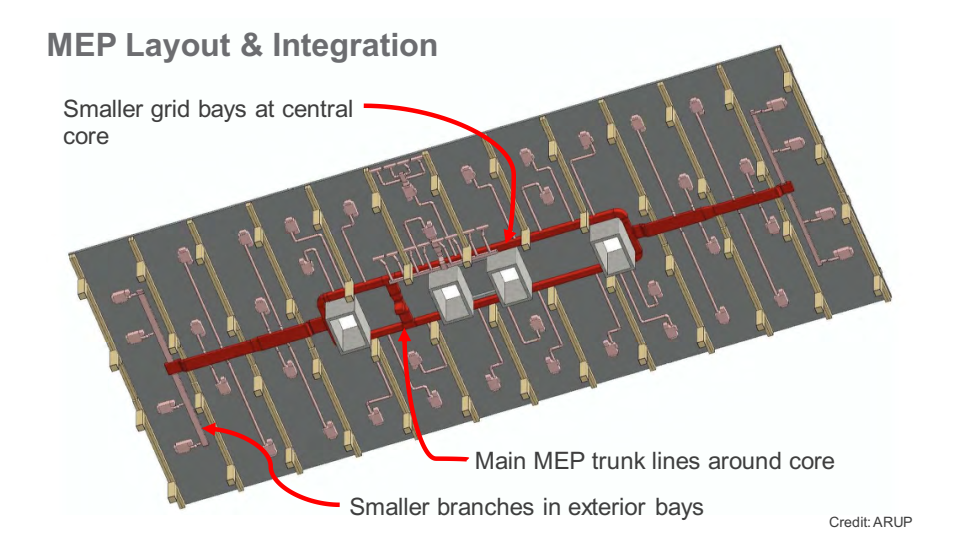 MEP Layout & Integration
Smaller grid bays at central
core
Main MEP trunk lines around core
Smaller branches in exterior bays
Credit: ARUP